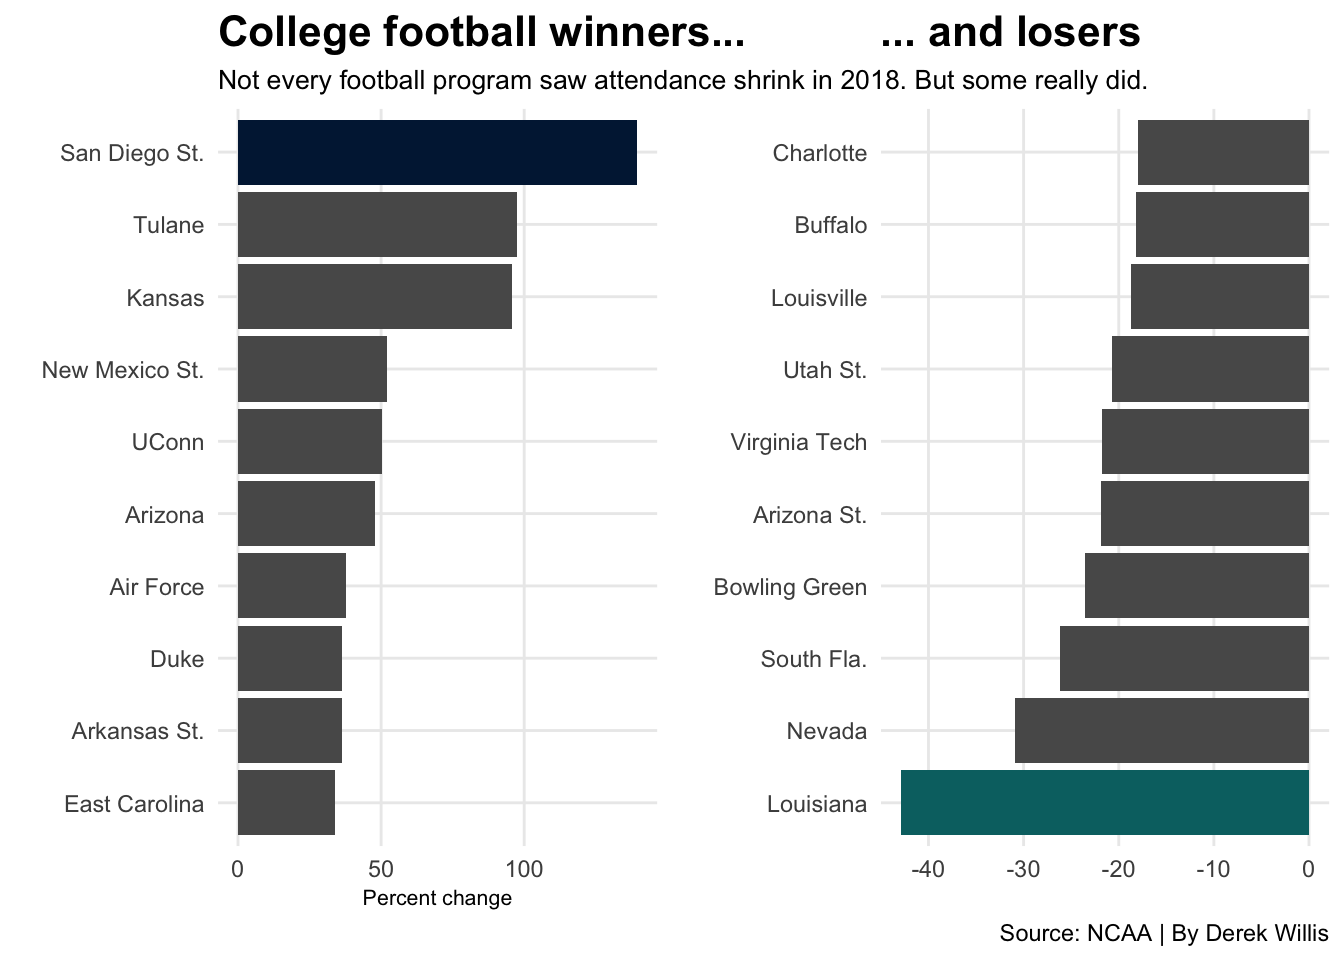 College football winners...
... and losers
Not every football program saw attendance shrink in 2018. But some really did.
San Diego St.
Tulane
Kansas
New Mexico St.
UConn
Arizona
Air Force
Duke
Arkansas St.
East Carolina
0 50 100
Percent change
Charlotte
Buffalo
Louisville
Utah St.
Virginia Tech
Arizona St.
Bowling Green
South Fla.
Nevada
Louisiana
-40 -30 -20 -10 0
Source: NCAA | By Derek Willis